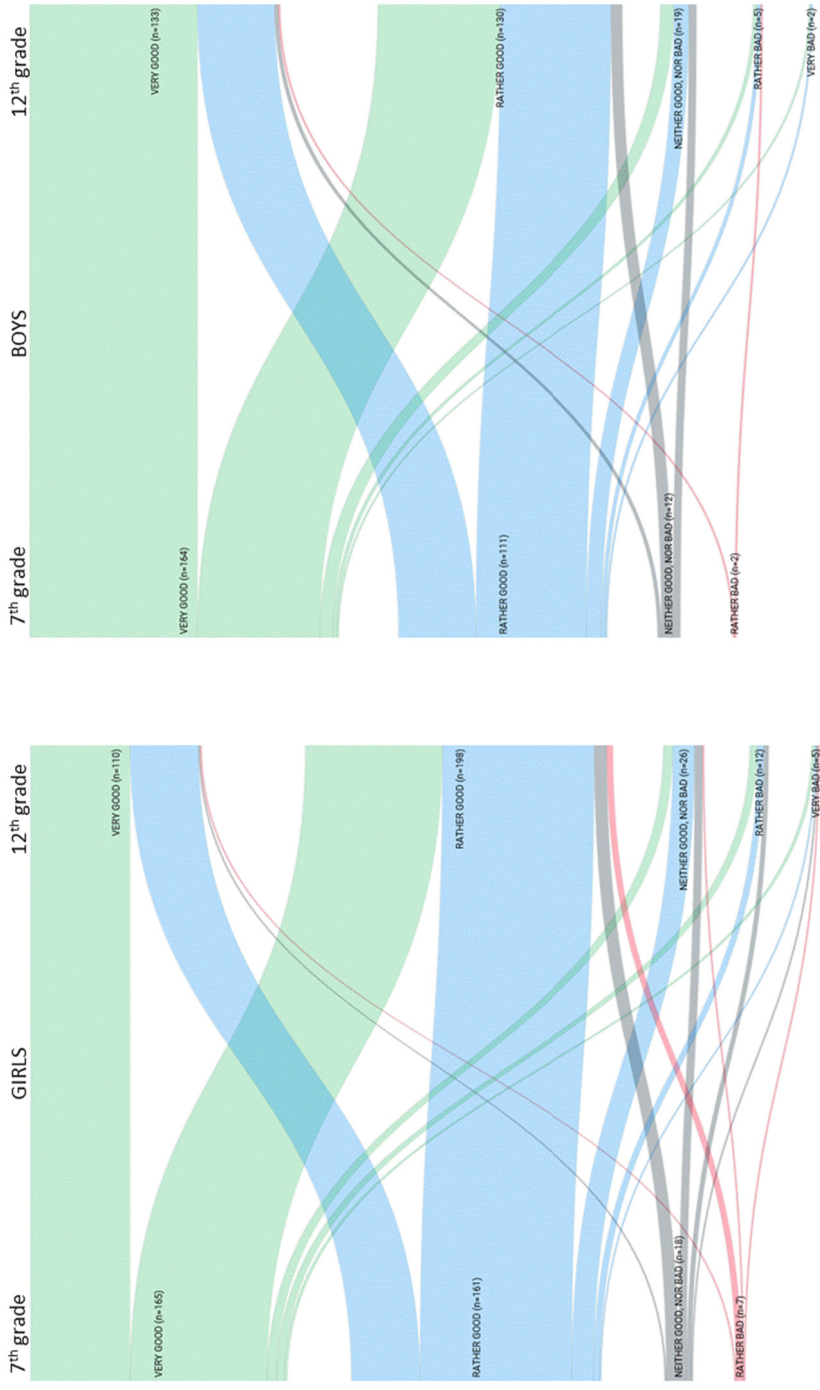 GIRLS
7th grade
12th grade
VERY GOOD (n=165)
RATHER GOOD (n=161)
NEITHER GOOD, NOR BAD (n=18)
RATHER BAD (n=7)
VERY GOOD (n=110)
RATHER GOOD (n=198)
NEITHER GOOD, NOR BAD (n=26)
RATHER BAD (n=12)
VERY BAD (n=5)
BOYS
7th grade
12th grade
VERY GOOD (n=164)
RATHER GOOD (n=111)
NEITHER GOOD, NOR BAD (n=12)
RATHER BAD (n=2)
VERY GOOD (n=133)
RATHER GOOD (n=130)
NEITHER GOOD, NOR BAD (n=19)
RATHER BAD (n=5)
VERY BAD (n=2)